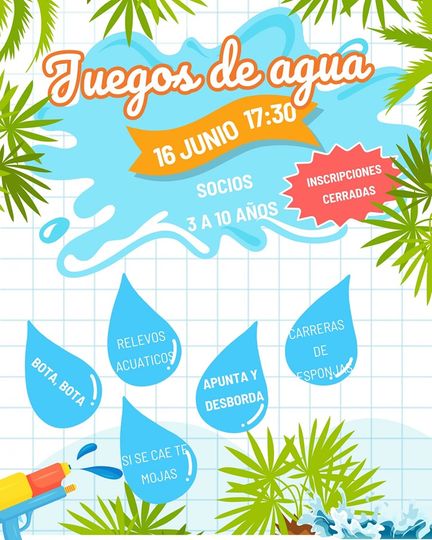 Juegos de agua
16 JUNIO 17:30
SOCIOS
3 A 10 AÑOS
INSCRIPCIONES
CERRADAS
BOTA, BOTA
RELEVOS
ACUATICOS
APUNTA Y
DESBORDA
CARRERAS
DE
ESPONJAS
SI SE CAE TE
MOJAS